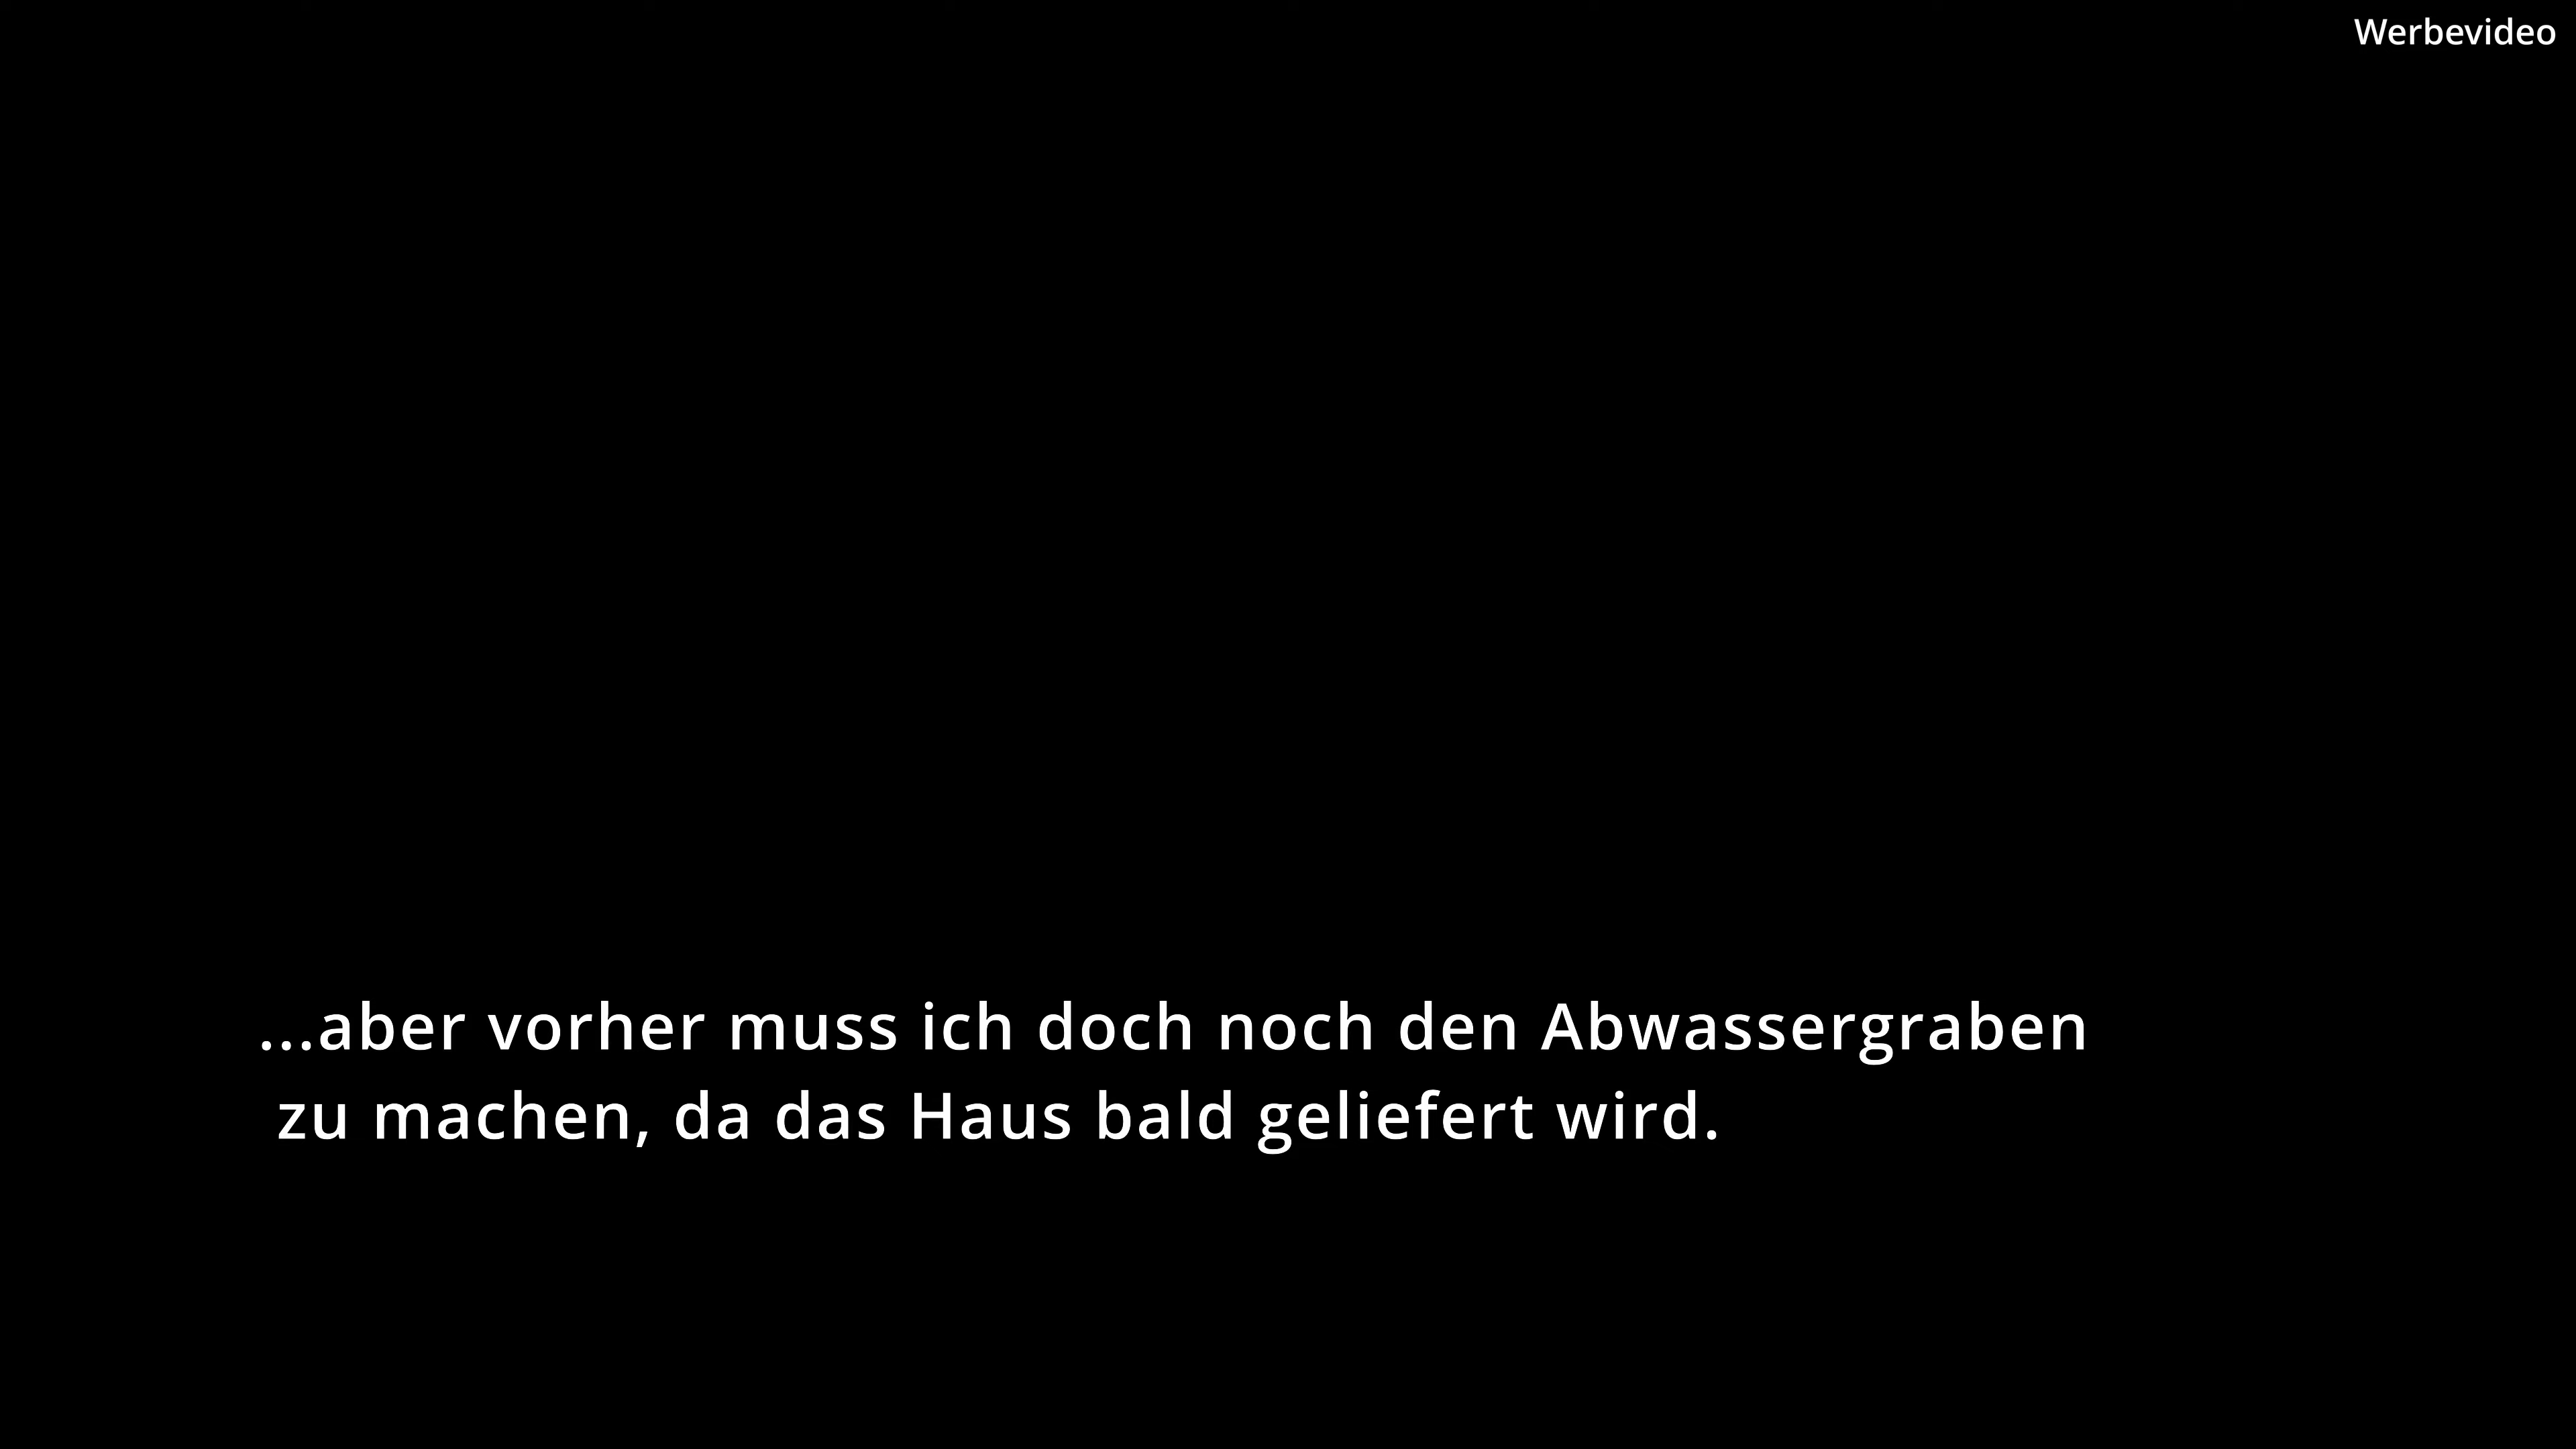 Werbevideo
...aber vorher muss ich doch noch den Abwassergraben
zu machen, da das Haus bald geliefert wird.